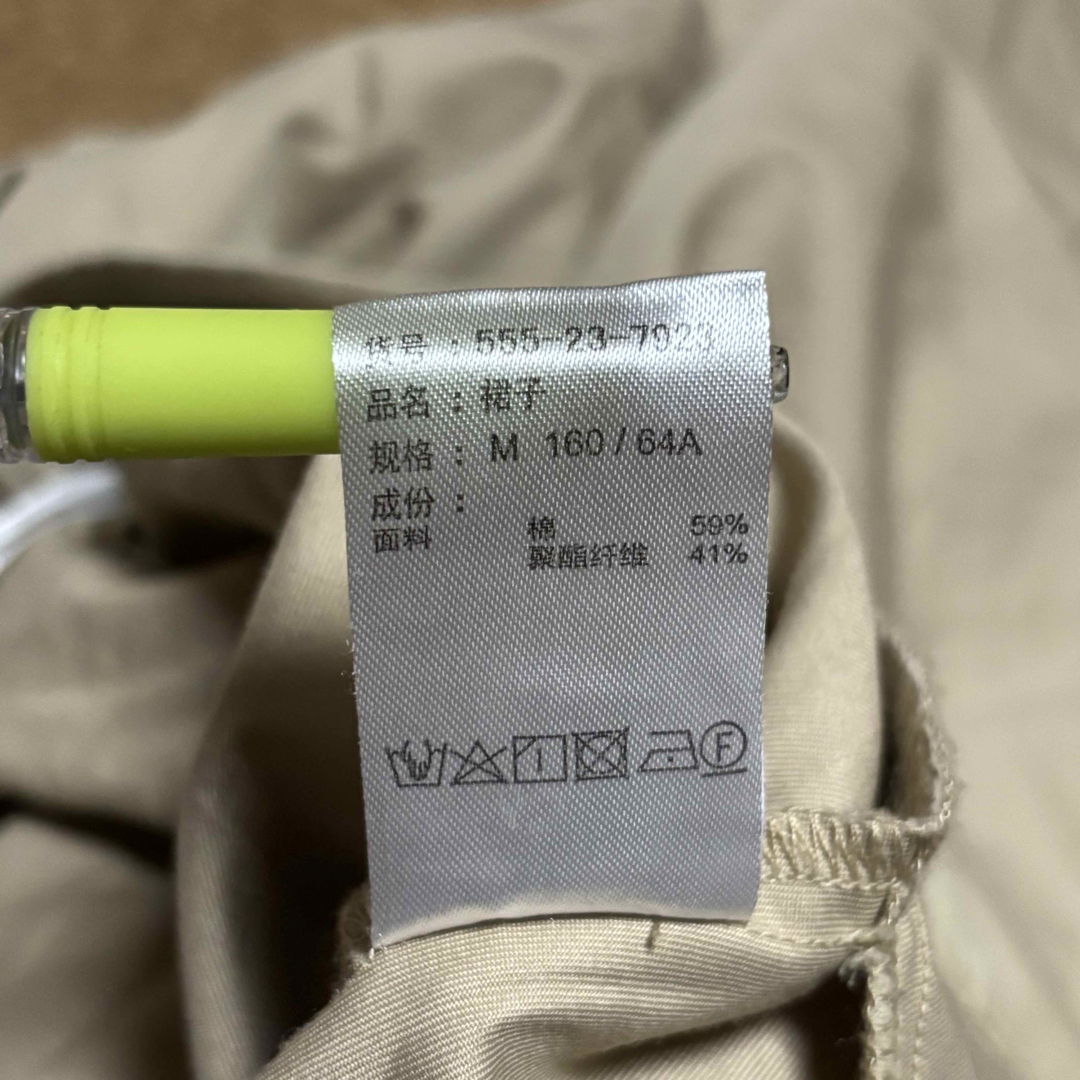 货号：555-23-7023
品名：裙子
规格：M 160/64A
成份：
面料 棉 59%
聚酯纤维 41%
F